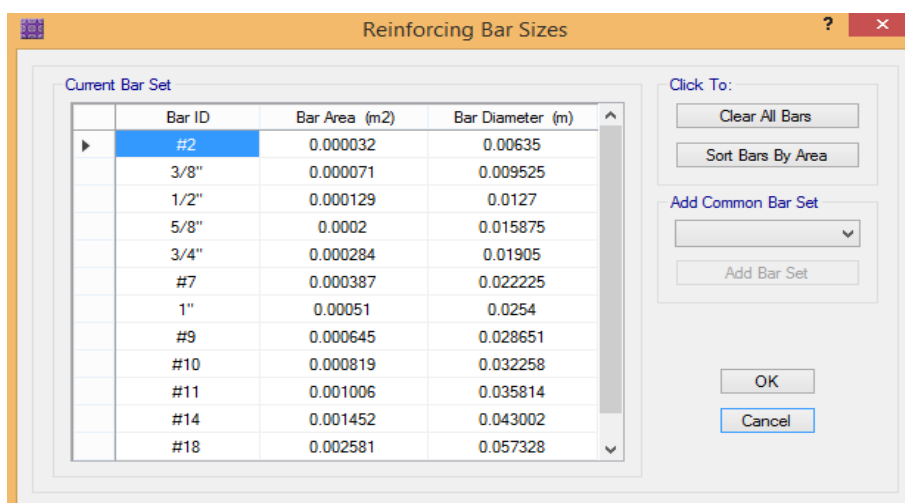 Reinforcing Bar Sizes ? ×
Current Bar Set
Bar ID Bar Area (m2) Bar Diameter (m)
#2 0.000032 0.00635
3/8" 0.000071 0.009525
1/2" 0.000129 0.0127
5/8" 0.0002 0.015875
3/4" 0.000284 0.01905
#7 0.000387 0.022225
1" 0.00051 0.0254
#9 0.000645 0.028651
#10 0.000819 0.032258
#11 0.001006 0.035814
#14 0.001452 0.043002
#18 0.002581 0.057328
Click To:
Clear All Bars
Sort Bars By Area
Add Common Bar Set
Add Bar Set
OK
Cancel